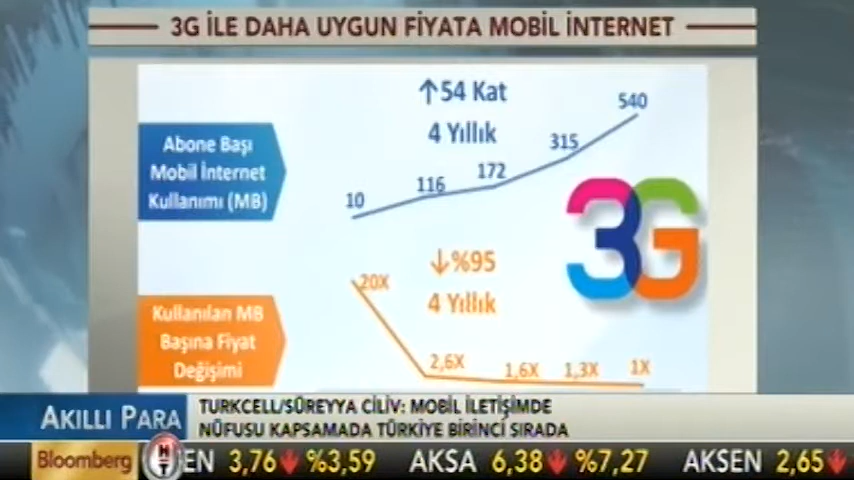 3G İLE DAHA UYGUN FİYATA MOBİL İNTERNET
↑54 Kat
4 Yıllık
Abone Başı
Mobil İnternet
Kullanımı (MB)
10
116
172
315
540
3G
↓%95
4 Yıllık
Kullanılan MB
Başına Fiyat
Değişimi
20X
2,6X
1,6X
1,3X
1X
AKILLI PARA
TURKCELL/SÜREYYA CİLİV: MOBİL İLETİŞİMDE
NÜFUSU KAPSAMADA TÜRKİYE BİRİNCİ SIRADA
Bloomberg HT EN 3,76 %3,59 AKSA 6,38 %7,27 AKSEN 2,65